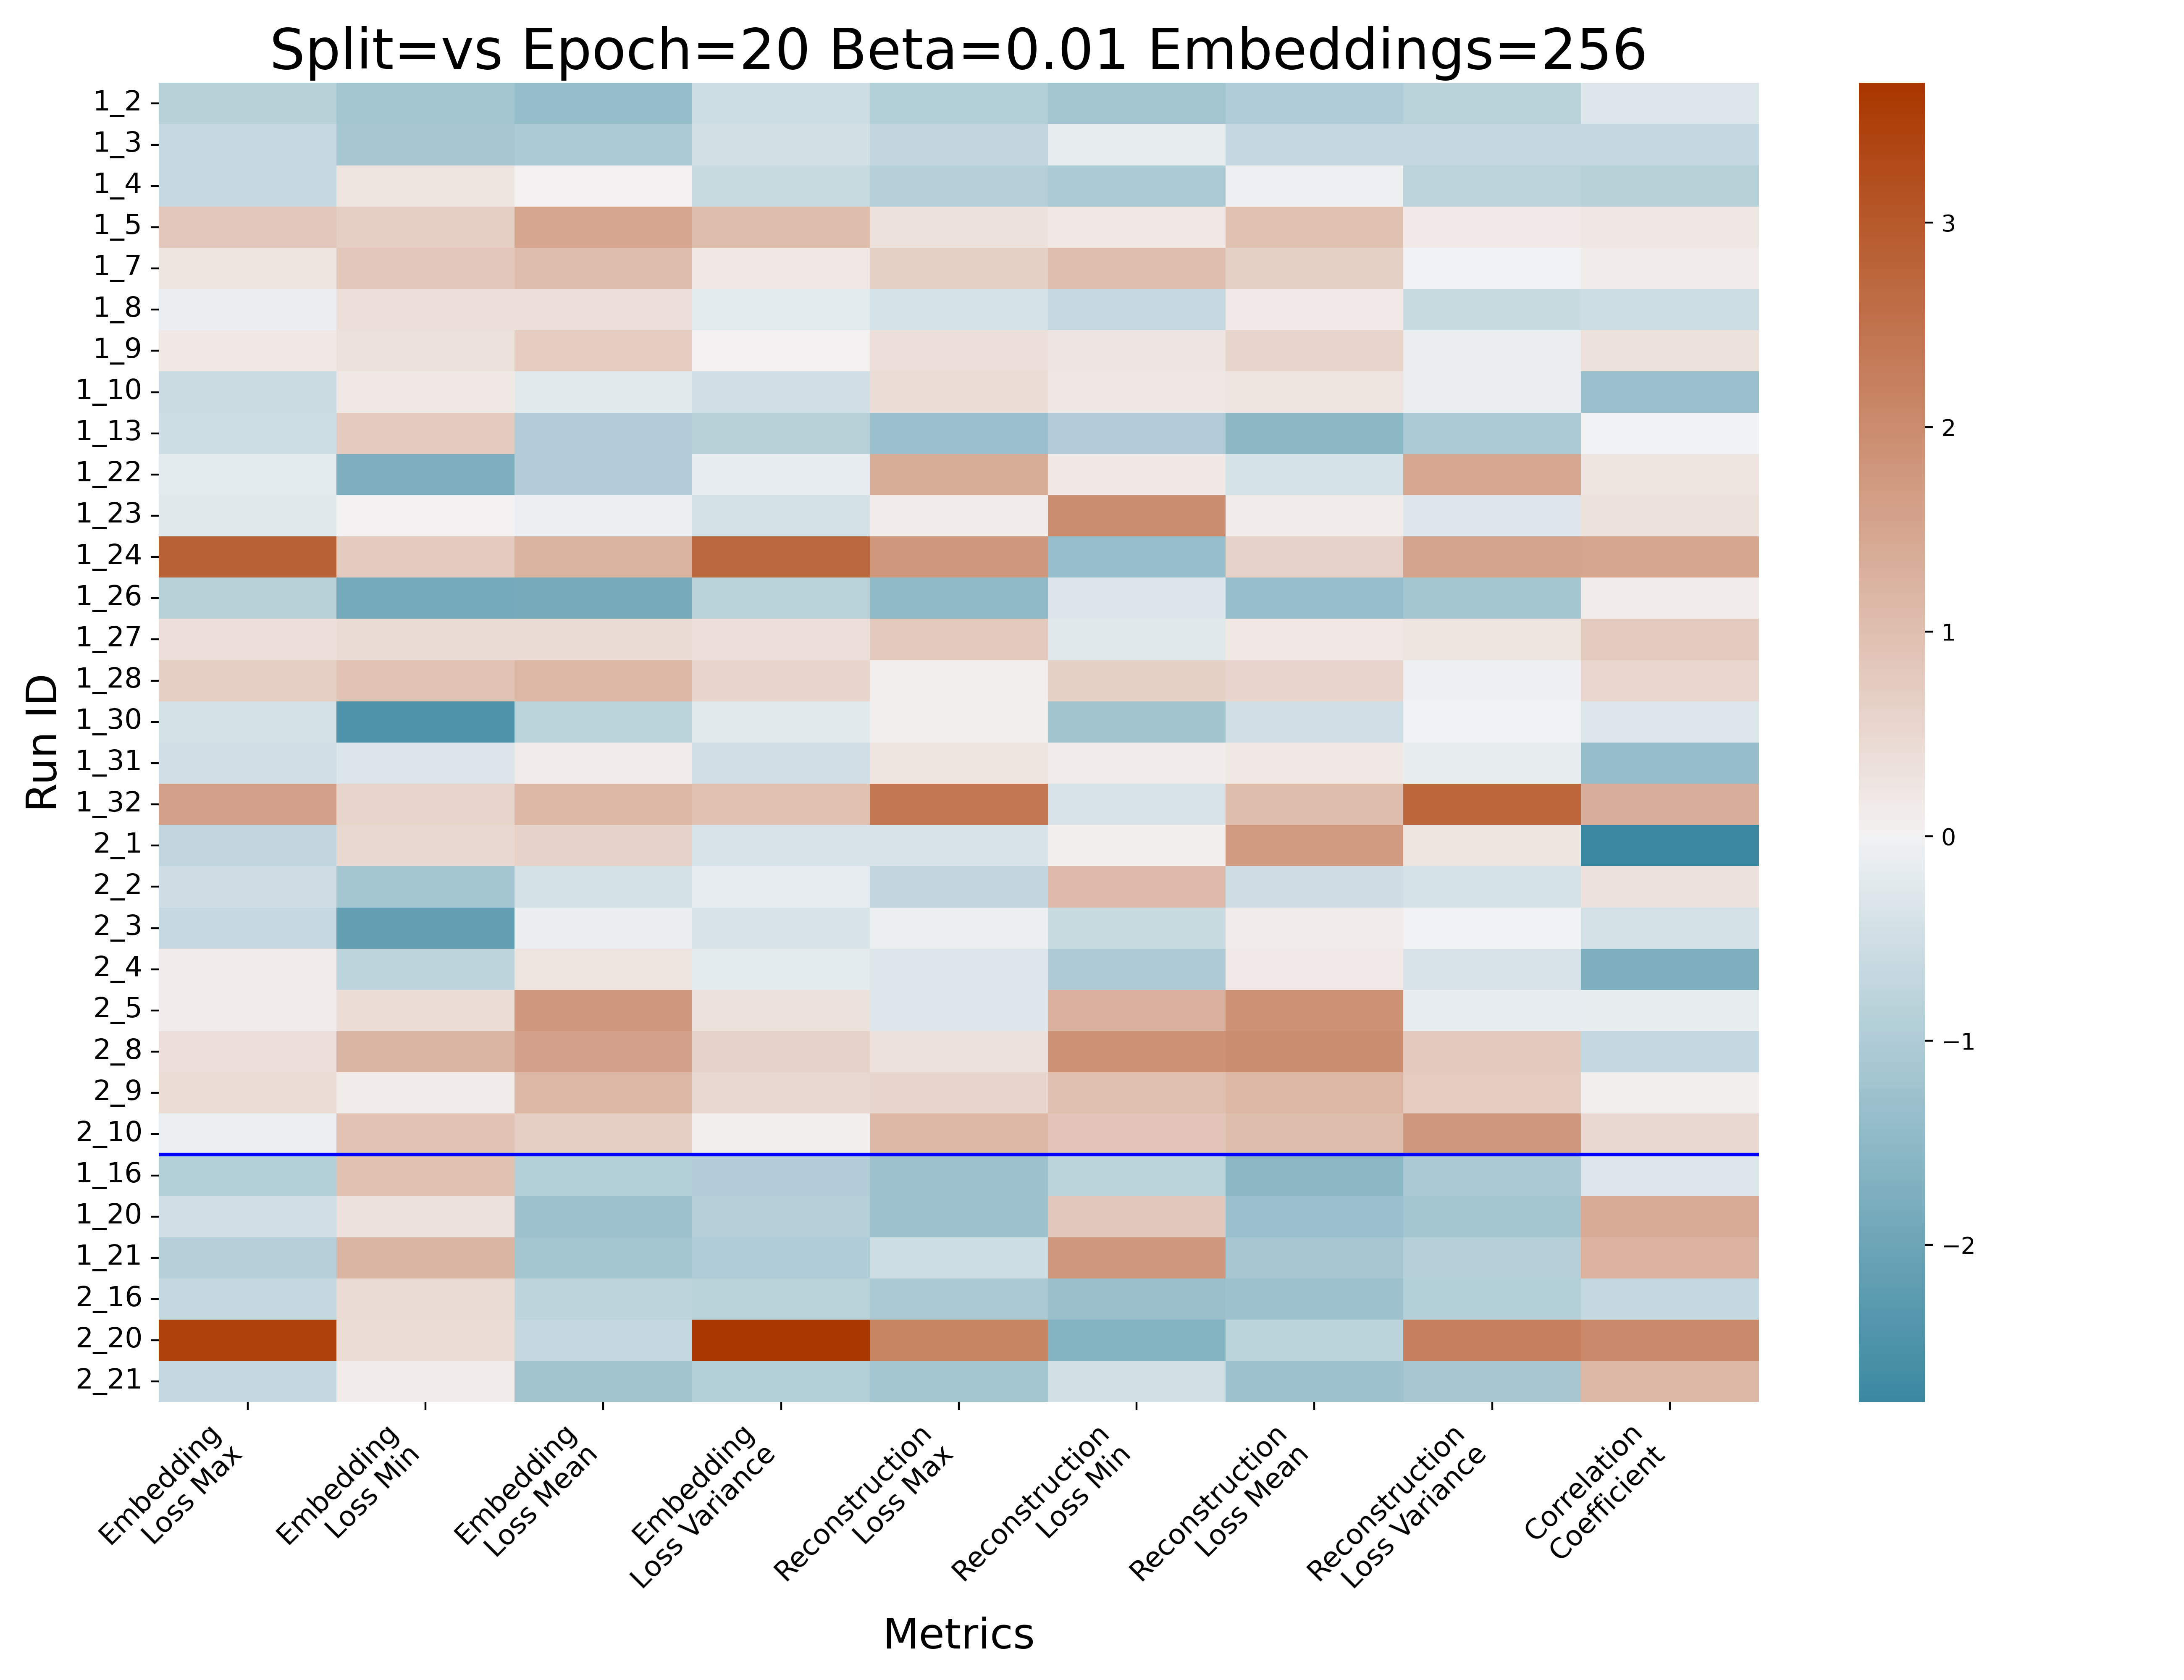 Split=vs Epoch=20 Beta=0.01 Embeddings=256
Run ID
1_2
1_3
1_4
1_5
1_7
1_8
1_9
1_10
1_13
1_22
1_23
1_24
1_26
1_27
1_28
1_30
1_31
1_32
2_1
2_2
2_3
2_4
2_5
2_8
2_9
2_10
1_16
1_20
1_21
2_16
2_20
2_21
Embedding
Loss Max
Embedding
Loss Min
Embedding
Loss Mean
Embedding
Loss Variance
Reconstruction
Loss Max
Reconstruction
Loss Min
Reconstruction
Loss Mean
Reconstruction
Loss Variance
Correlation
Coefficient
Metrics
3
2
1
0
−1
−2